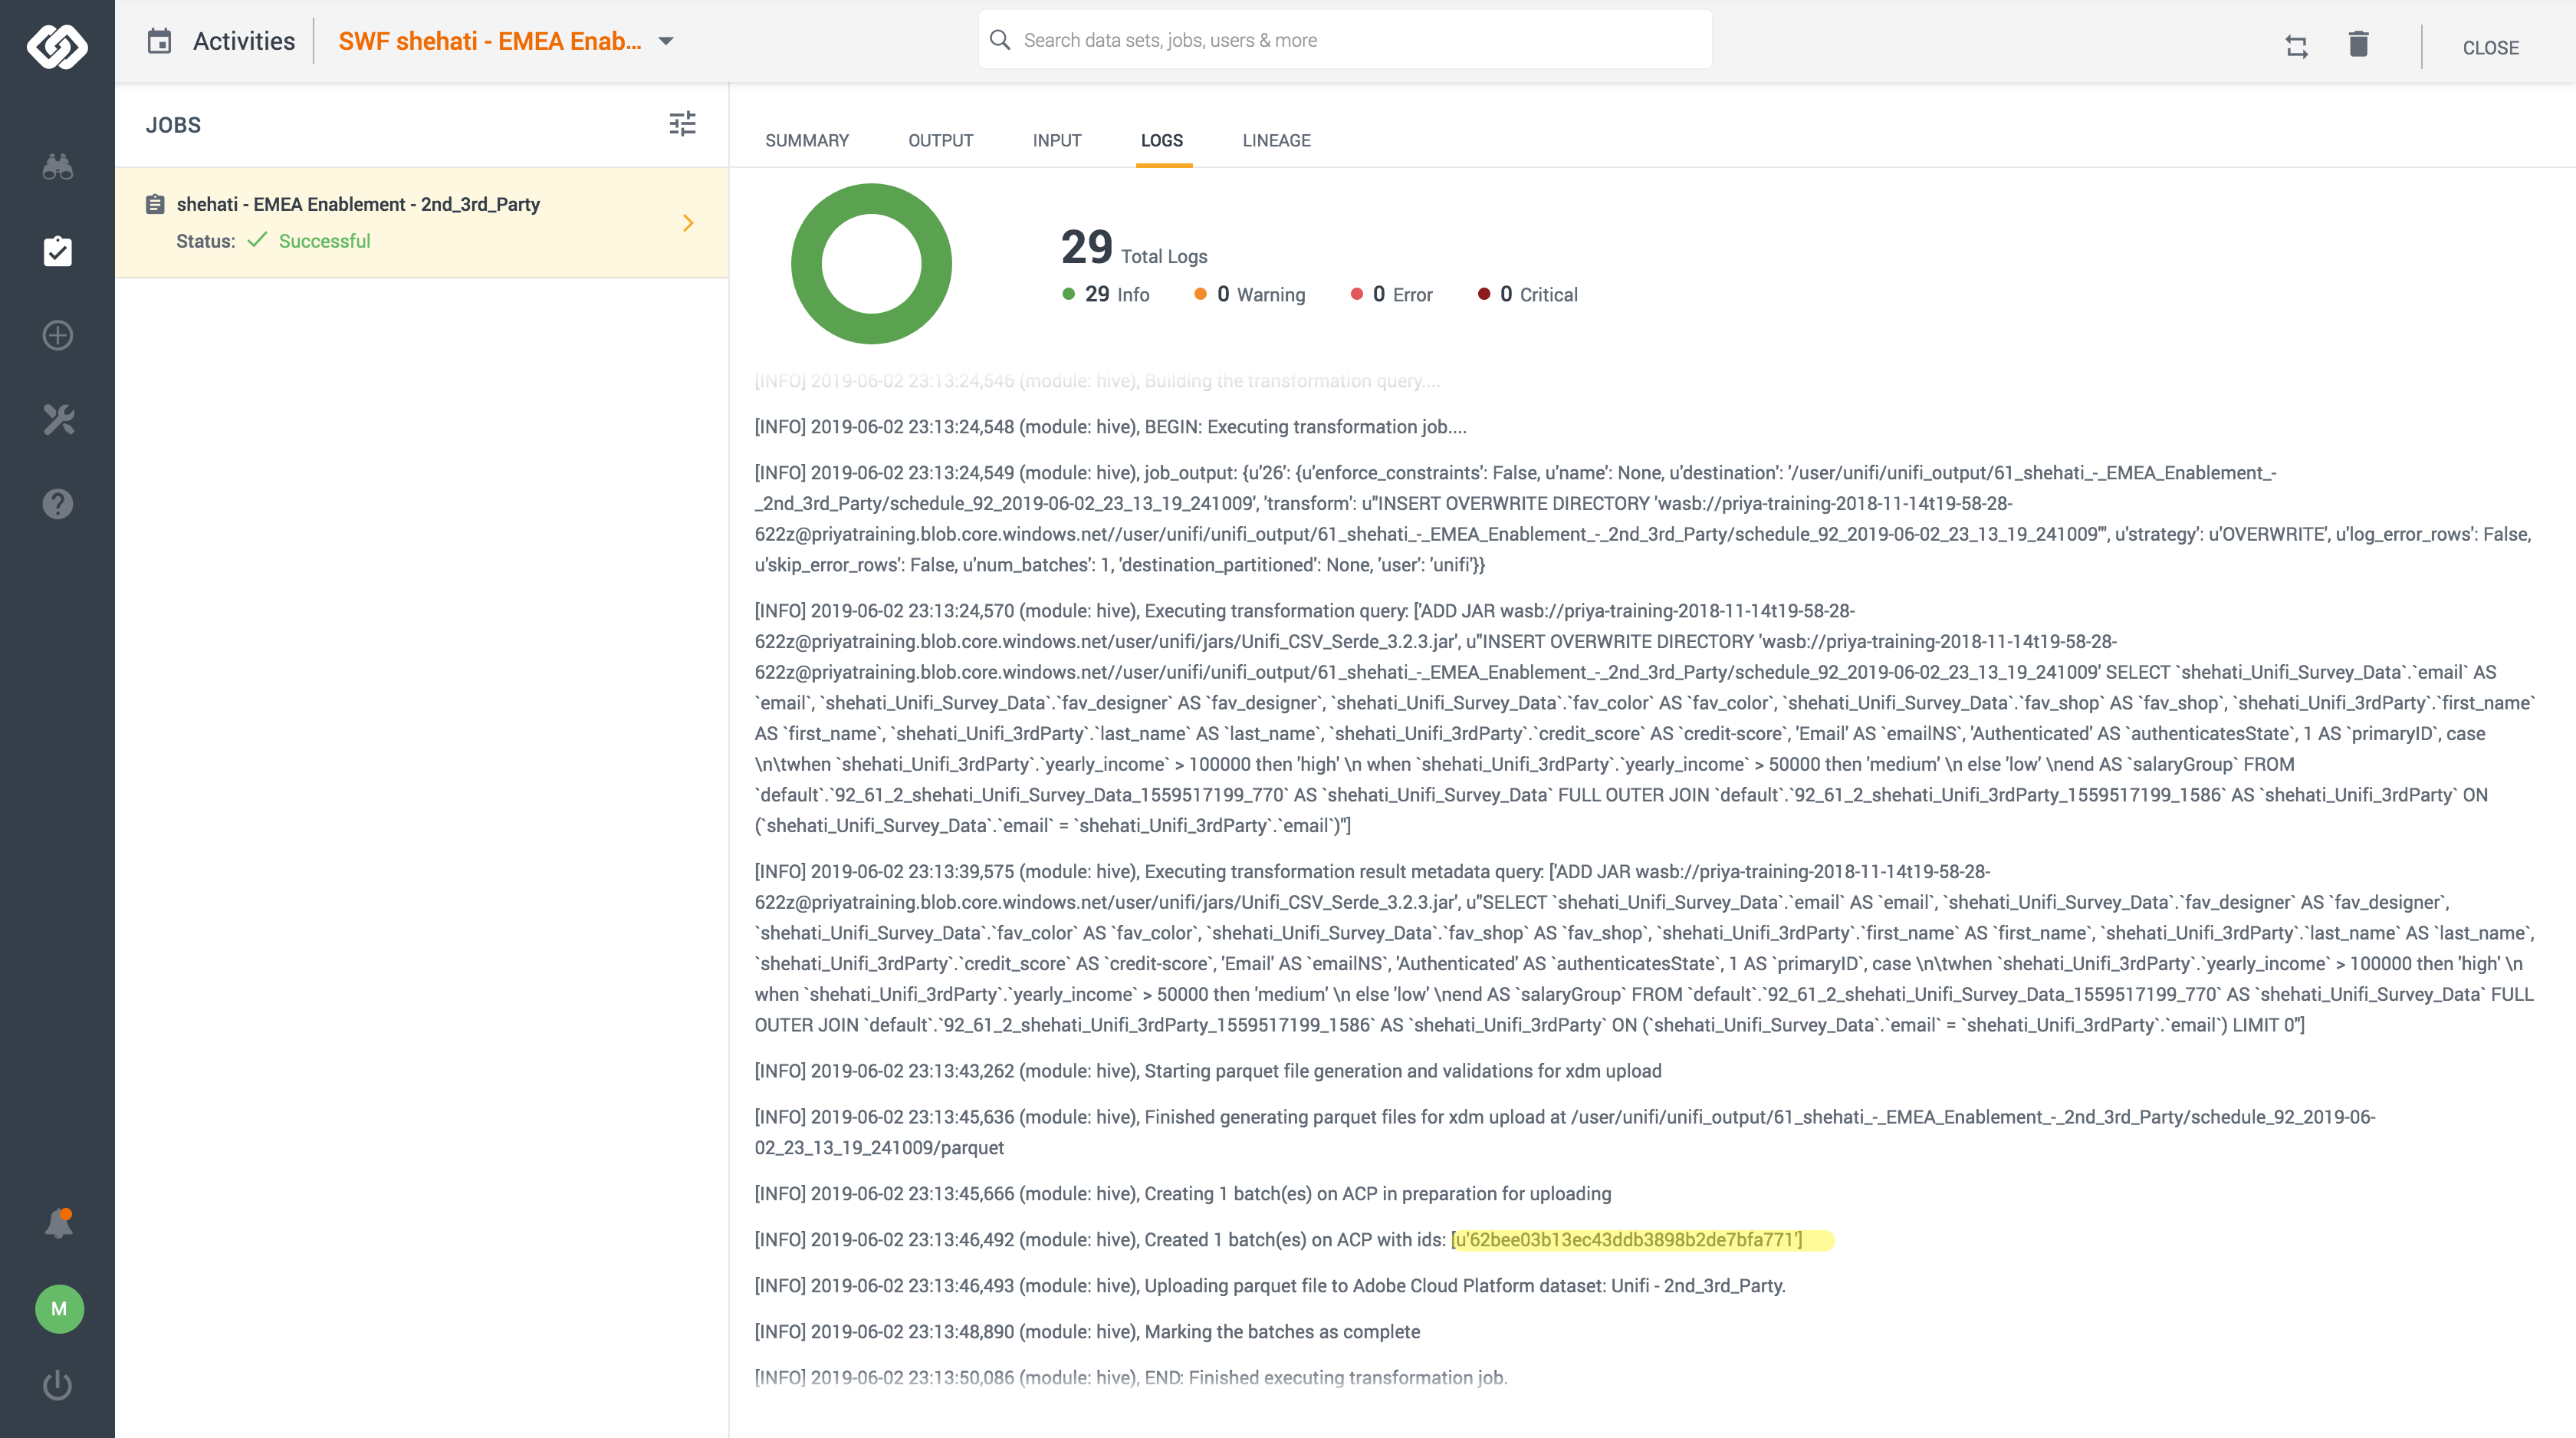 Activities
SWF shehati - EMEA Enab...
Search data sets, jobs, users & more
CLOSE
JOBS
shehati - EMEA Enablement - 2nd_3rd_Party
Status: Successful
SUMMARY OUTPUT INPUT LOGS LINEAGE
29 Total Logs
29 Info 0 Warning 0 Error 0 Critical
[INFO] 2019-06-02 23:13:24,546 (module: hive), Building the transformation query....
[INFO] 2019-06-02 23:13:24,548 (module: hive), BEGIN: Executing transformation job....
[INFO] 2019-06-02 23:13:24,549 (module: hive), job_output: {u'26': {u'enforce_constraints': False, u'name': None, u'destination': '/user/unifi/unifi_output/61_shehati_-_EMEA_Enablement_-
_2nd_3rd_Party/schedule_92_2019-06-02_23_13_19_241009', 'transform': u"INSERT OVERWRITE DIRECTORY 'wasb://priya-training-2018-11-14t19-58-28-
622z@priyatraining.blob.core.windows.net//user/unifi/unifi_output/61_shehati_-_EMEA_Enablement_-_2nd_3rd_Party/schedule_92_2019-06-02_23_13_19_241009'", u'strategy': u'OVERWRITE', u'log_error_rows': False,
u'skip_error_rows': False, u'num_batches': 1, 'destination_partitioned': None, 'user': 'unifi'}}
[INFO] 2019-06-02 23:13:24,570 (module: hive), Executing transformation query: ['ADD JAR wasb://priya-training-2018-11-14t19-58-28-
622z@priyatraining.blob.core.windows.net/user/unifi/jars/Unifi_CSV_Serde_3.2.3.jar', u"INSERT OVERWRITE DIRECTORY 'wasb://priya-training-2018-11-14t19-58-28-
622z@priyatraining.blob.core.windows.net//user/unifi/unifi_output/61_shehati_-_EMEA_Enablement_-_2nd_3rd_Party/schedule_92_2019-06-02_23_13_19_241009' SELECT `shehati_Unifi_Survey_Data`.`email` AS
`email`, `shehati_Unifi_Survey_Data`.`fav_designer` AS `fav_designer`, `shehati_Unifi_Survey_Data`.`fav_color` AS `fav_color`, `shehati_Unifi_Survey_Data`.`fav_shop` AS `fav_shop`, `shehati_Unifi_3rdParty`.`first_name`
AS `first_name`, `shehati_Unifi_3rdParty`.`last_name` AS `last_name`, `shehati_Unifi_3rdParty`.`credit_score` AS `credit-score`, 'Email' AS `emailNS`, 'Authenticated' AS `authenticatesState`, 1 AS `primaryID`, case
\n\twhen `shehati_Unifi_3rdParty`.`yearly_income` > 100000 then 'high' \n when `shehati_Unifi_3rdParty`.`yearly_income` > 50000 then 'medium' \n else 'low' \nend AS `salaryGroup` FROM
`default`.`92_61_2_shehati_Unifi_Survey_Data_1559517199_770` AS `shehati_Unifi_Survey_Data` FULL OUTER JOIN `default`.`92_61_2_shehati_Unifi_3rdParty_1559517199_1586` AS `shehati_Unifi_3rdParty` ON
(`shehati_Unifi_Survey_Data`.`email` = `shehati_Unifi_3rdParty`.`email`)"]
[INFO] 2019-06-02 23:13:39,575 (module: hive), Executing transformation result metadata query: ['ADD JAR wasb://priya-training-2018-11-14t19-58-28-
622z@priyatraining.blob.core.windows.net/user/unifi/jars/Unifi_CSV_Serde_3.2.3.jar', u"SELECT `shehati_Unifi_Survey_Data`.`email` AS `email`, `shehati_Unifi_Survey_Data`.`fav_designer` AS `fav_designer`,
`shehati_Unifi_Survey_Data`.`fav_color` AS `fav_color`, `shehati_Unifi_Survey_Data`.`fav_shop` AS `fav_shop`, `shehati_Unifi_3rdParty`.`first_name` AS `first_name`, `shehati_Unifi_3rdParty`.`last_name` AS `last_name`,
`shehati_Unifi_3rdParty`.`credit_score` AS `credit-score`, 'Email' AS `emailNS`, 'Authenticated' AS `authenticatesState`, 1 AS `primaryID`, case \n\twhen `shehati_Unifi_3rdParty`.`yearly_income` > 100000 then 'high' \n
when `shehati_Unifi_3rdParty`.`yearly_income` > 50000 then 'medium' \n else 'low' \nend AS `salaryGroup` FROM `default`.`92_61_2_shehati_Unifi_Survey_Data_1559517199_770` AS `shehati_Unifi_Survey_Data` FULL
OUTER JOIN `default`.`92_61_2_shehati_Unifi_3rdParty_1559517199_1586` AS `shehati_Unifi_3rdParty` ON (`shehati_Unifi_Survey_Data`.`email` = `shehati_Unifi_3rdParty`.`email`) LIMIT 0"]
[INFO] 2019-06-02 23:13:43,262 (module: hive), Starting parquet file generation and validations for xdm upload
[INFO] 2019-06-02 23:13:45,636 (module: hive), Finished generating parquet files for xdm upload at /user/unifi/unifi_output/61_shehati_-_EMEA_Enablement_-_2nd_3rd_Party/schedule_92_2019-06-
02_23_13_19_241009/parquet
[INFO] 2019-06-02 23:13:45,666 (module: hive), Creating 1 batch(es) on ACP in preparation for uploading
[INFO] 2019-06-02 23:13:46,492 (module: hive), Created 1 batch(es) on ACP with ids: [u'62bee03b13ec43ddb3898b2de7bfa771']
[INFO] 2019-06-02 23:13:46,493 (module: hive), Uploading parquet file to Adobe Cloud Platform dataset: Unifi - 2nd_3rd_Party.
[INFO] 2019-06-02 23:13:48,890 (module: hive), Marking the batches as complete
[INFO] 2019-06-02 23:13:50,086 (module: hive), END: Finished executing transformation job.
M